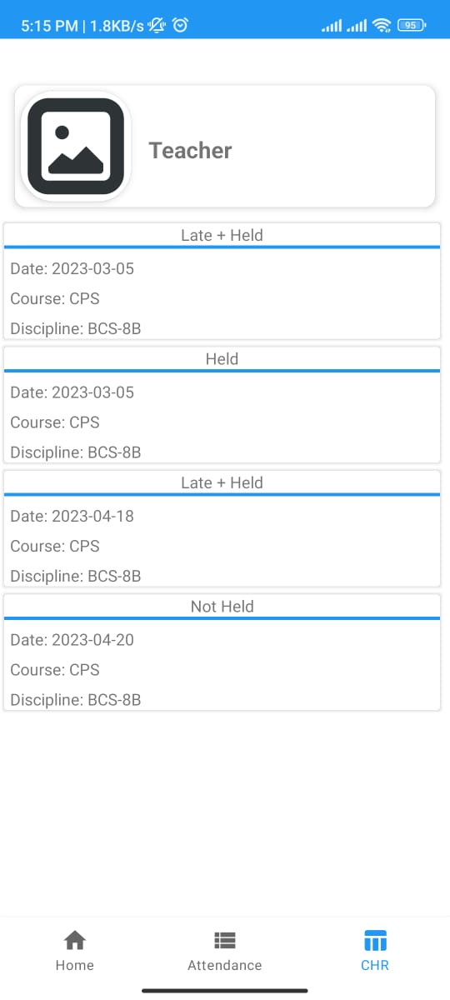 5:15 PM | 1.8KB/s
95
Teacher
Late + Held
Date: 2023-03-05
Course: CPS
Discipline: BCS-8B
Held
Date: 2023-03-05
Course: CPS
Discipline: BCS-8B
Late + Held
Date: 2023-04-18
Course: CPS
Discipline: BCS-8B
Not Held
Date: 2023-04-20
Course: CPS
Discipline: BCS-8B
Home
Attendance
CHR